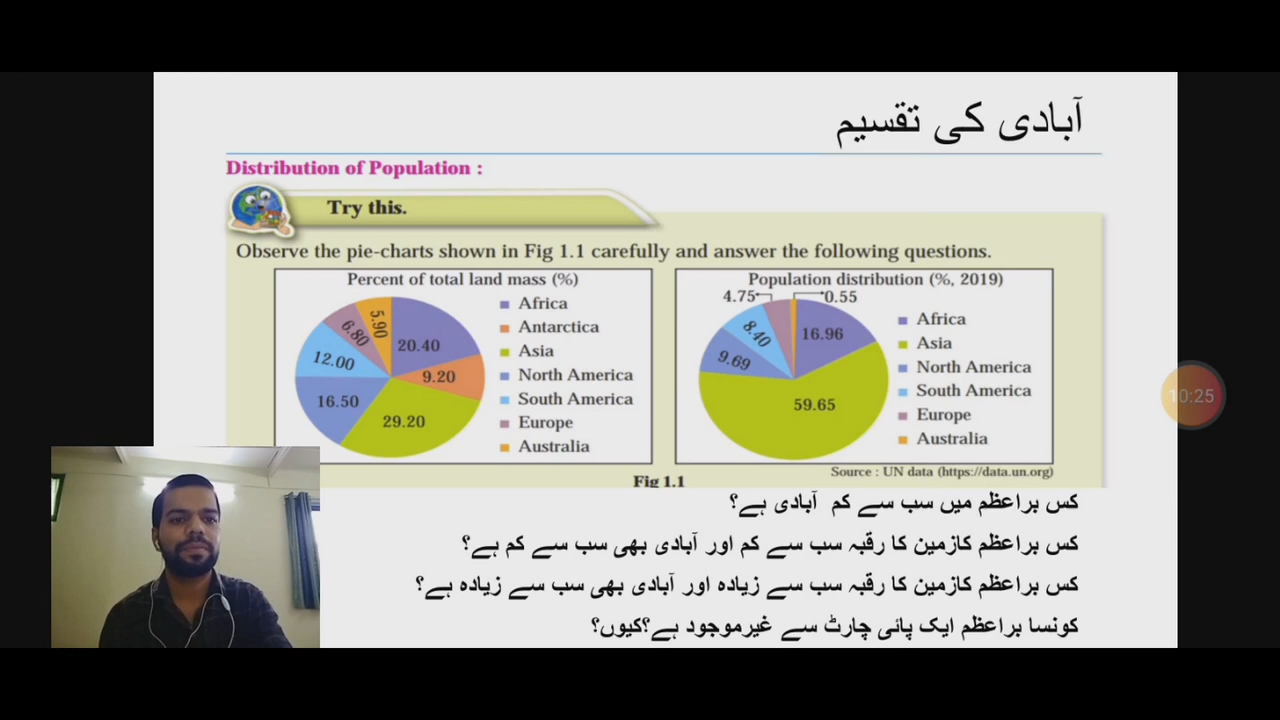 آبادی کی تقسیم
Distribution of Population :
Try this.
Observe the pie-charts shown in Fig 1.1 carefully and answer the following questions.
Percent of total land mass (%)
20.40
9.20
29.20
16.50
12.00
6.80
5.90
Africa
Antarctica
Asia
North America
South America
Europe
Australia
Population distribution (%, 2019)
4.75
0.55
16.96
59.65
9.69
8.40
Africa
Asia
North America
South America
Europe
Australia
Source : UN data (https://data.un.org)
Fig 1.1
10:25
کس براعظم میں سب سے کم آبادی ہے؟
کس براعظم کازمین کا رقبہ سب سے کم اور آبادی بھی سب سے کم ہے؟
کس براعظم کازمین کا رقبہ سب سے زیادہ اور آبادی بھی سب سے زیادہ ہے؟
کونسا براعظم ایک پائی چارٹ سے غیرموجود ہے؟کیوں؟